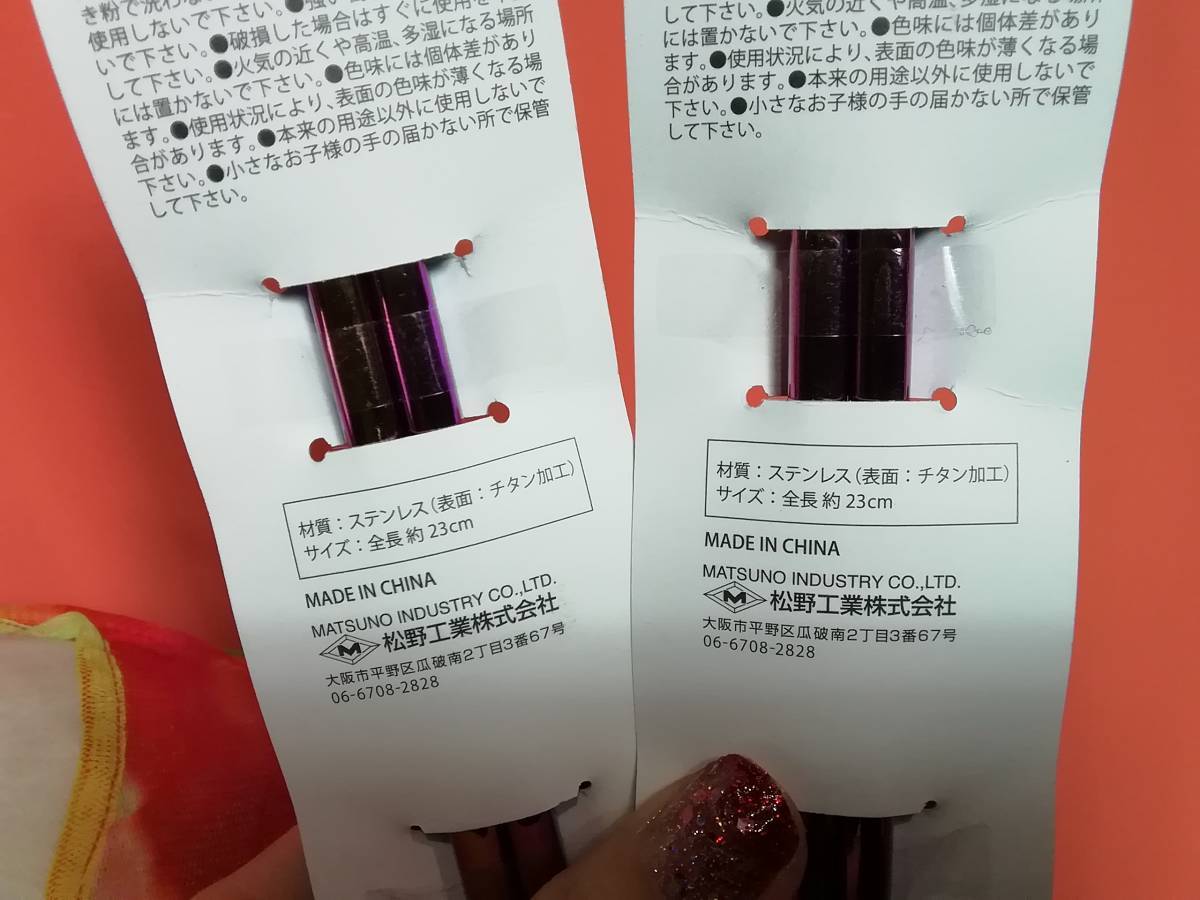 き粉で洗わな
使用しないで下さい。●強い
いで下さい。●破損した場合はすぐに使用を
して下さい。●火気の近くや高温、多湿になる場所
には置かないで下さい。●色味には個体差があり
ます。●使用状況により、表面の色味が薄くなる場
合があります。●本来の用途以外に使用しないで
下さい。●小さなお子様の手の届かない所で保管
して下さい。
材質：ステンレス（表面：チタン加工）
サイズ：全長 約 23cm
MADE IN CHINA
MATSUNO INDUSTRY CO.,LTD.
M 松野工業株式会社
大阪市平野区瓜破南2丁目3番67号
06-6708-2828
して下さい。●火気の近くや高温、多湿になる場所
には置かないで下さい。●色味には個体差があり
ます。●使用状況により、表面の色味が薄くなる場
合があります。●本来の用途以外に使用しないで
下さい。●小さなお子様の手の届かない所で保管
して下さい。
材質：ステンレス（表面：チタン加工）
サイズ：全長 約 23cm
MADE IN CHINA
MATSUNO INDUSTRY CO.,LTD.
M 松野工業株式会社
大阪市平野区瓜破南2丁目3番67号
06-6708-2828